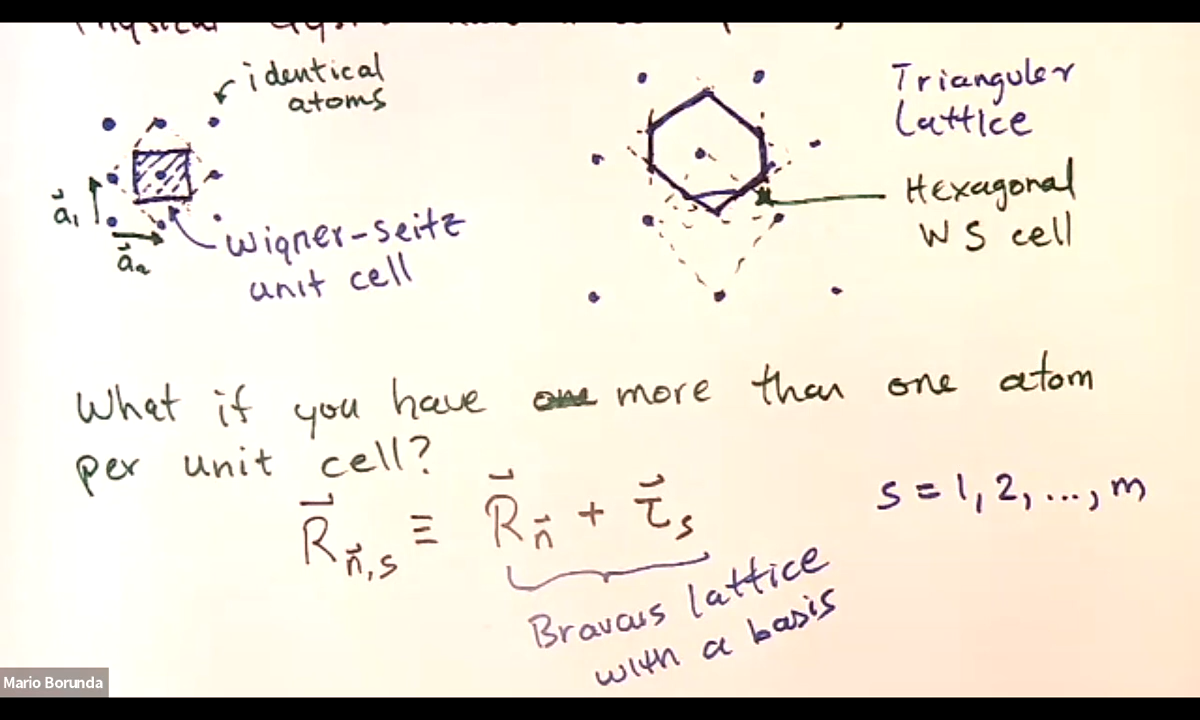 Physical
identical
atoms
Triangular
Lattice
Hexagonal
WS cell
a⃗₁
a⃗₂
Wigner-Seitz
unit cell
What if you have one more than one atom
per unit cell?
R⃗ₙ⃗,ₛ ≡ R⃗ₙ⃗ + τ⃗ₛ
s = 1, 2, ..., m
Bravais lattice
with a basis
Mario Borunda